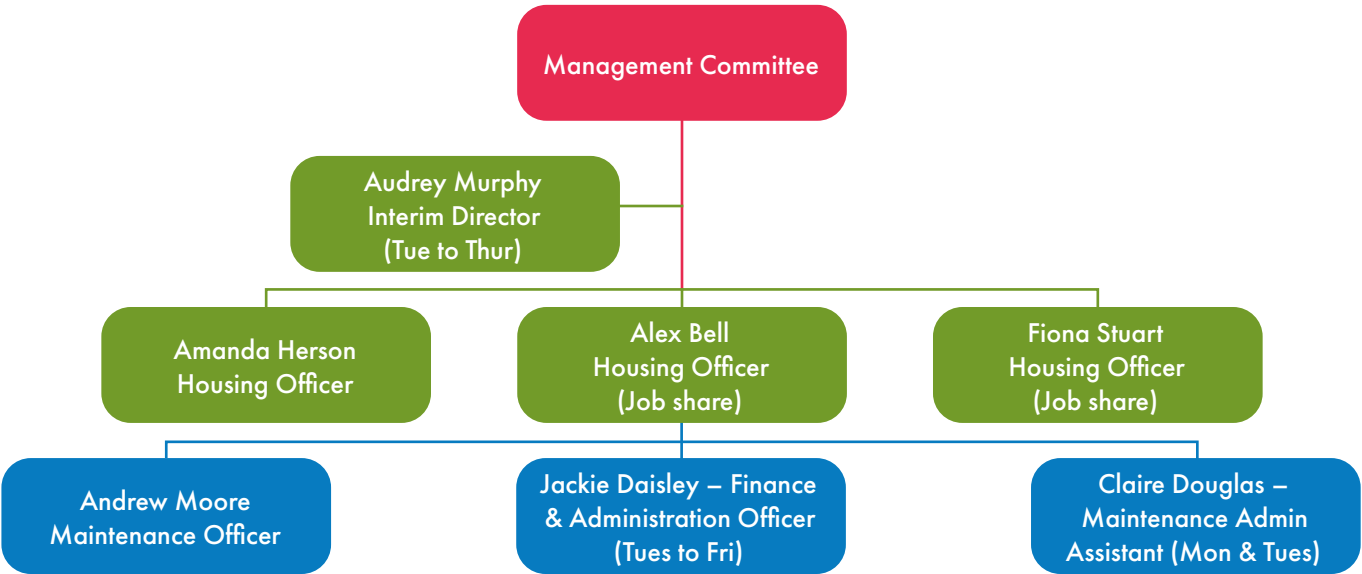 Management Committee
Audrey Murphy
Interim Director
(Tue to Thur)
Amanda Herson
Housing Officer
Alex Bell
Housing Officer
(Job share)
Fiona Stuart
Housing Officer
(Job share)
Andrew Moore
Maintenance Officer
Jackie Daisley – Finance
& Administration Officer
(Tues to Fri)
Claire Douglas –
Maintenance Admin
Assistant (Mon & Tues)